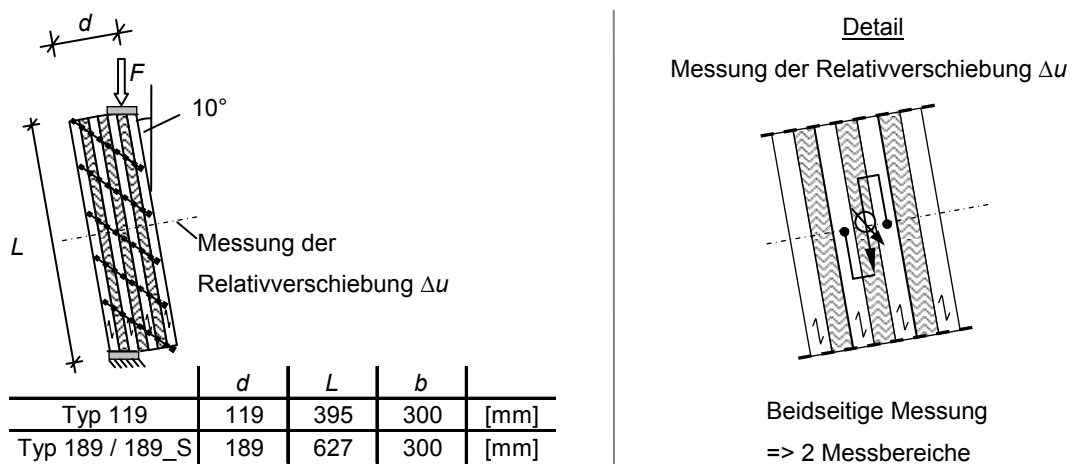 d
F
10°
L
Messung der
Relativverschiebung Δu
d L b
Typ 119 119 395 300 [mm]
Typ 189 / 189_S 189 627 300 [mm]
Detail
Messung der Relativverschiebung Δu
Beidseitige Messung
=> 2 Messbereiche